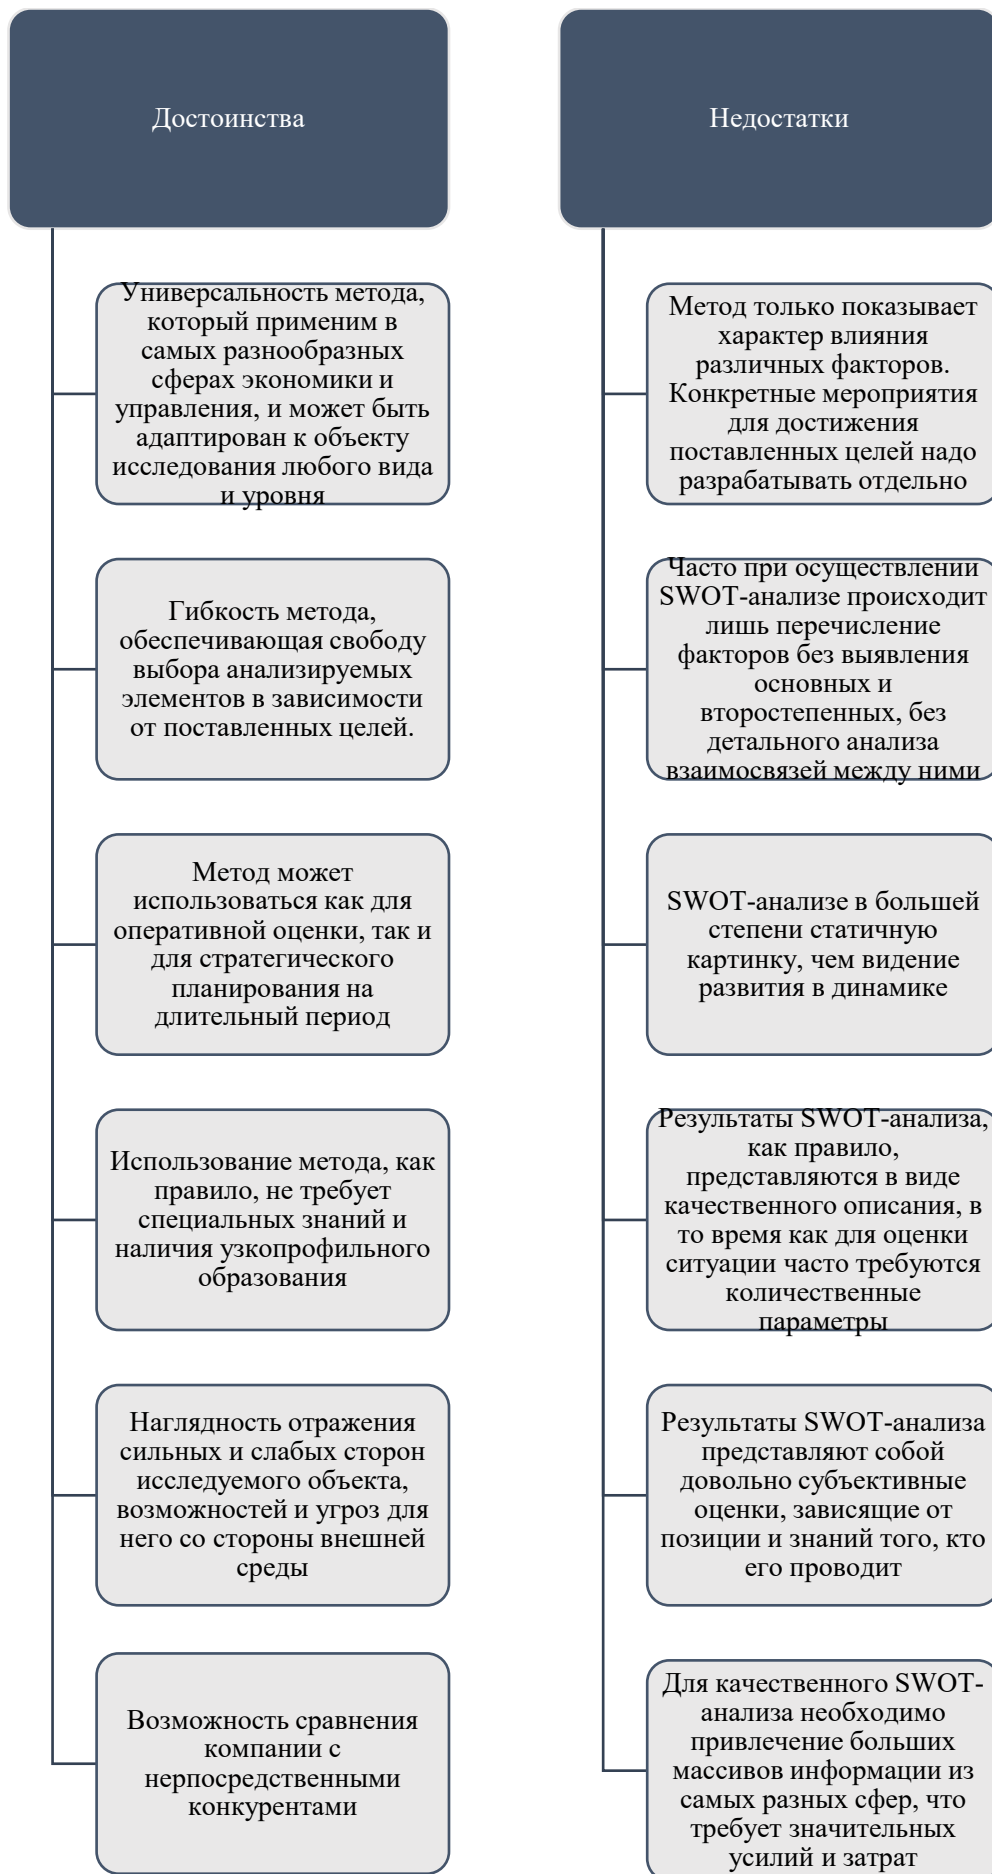 Достоинства
Универсальность метода,
который применим в
самых разнообразных
сферах экономики и
управления, и может быть
адаптирован к объекту
исследования любого вида
и уровня
Гибкость метода,
обеспечивающая свободу
выбора анализируемых
элементов в зависимости
от поставленных целей.
Метод может
использоваться как для
оперативной оценки, так и
для стратегического
планирования на
длительный период
Использование метода, как
правило, не требует
специальных знаний и
наличия узкопрофильного
образования
Наглядность отражения
сильных и слабых сторон
исследуемого объекта,
возможностей и угроз для
него со стороны внешней
среды
Возможность сравнения
компании с
нерпосредственными
конкурентами
Недостатки
Метод только показывает
характер влияния
различных факторов.
Конкретные мероприятия
для достижения
поставленных целей надо
разрабатывать отдельно
Часто при осуществлении
SWOT-анализе происходит
лишь перечисление
факторов без выявления
основных и
второстепенных, без
детального анализа
взаимосвязей между ними
SWOT-анализе в большей
степени статичную
картинку, чем видение
развития в динамике
Результаты SWOT-анализа,
как правило,
представляются в виде
качественного описания, в
то время как для оценки
ситуации часто требуются
количественные
параметры
Результаты SWOT-анализа
представляют собой
довольно субъективные
оценки, зависящие от
позиции и знаний того, кто
его проводит
Для качественного SWOT-
анализа необходимо
привлечение больших
массивов информации из
самых разных сфер, что
требует значительных
усилий и затрат